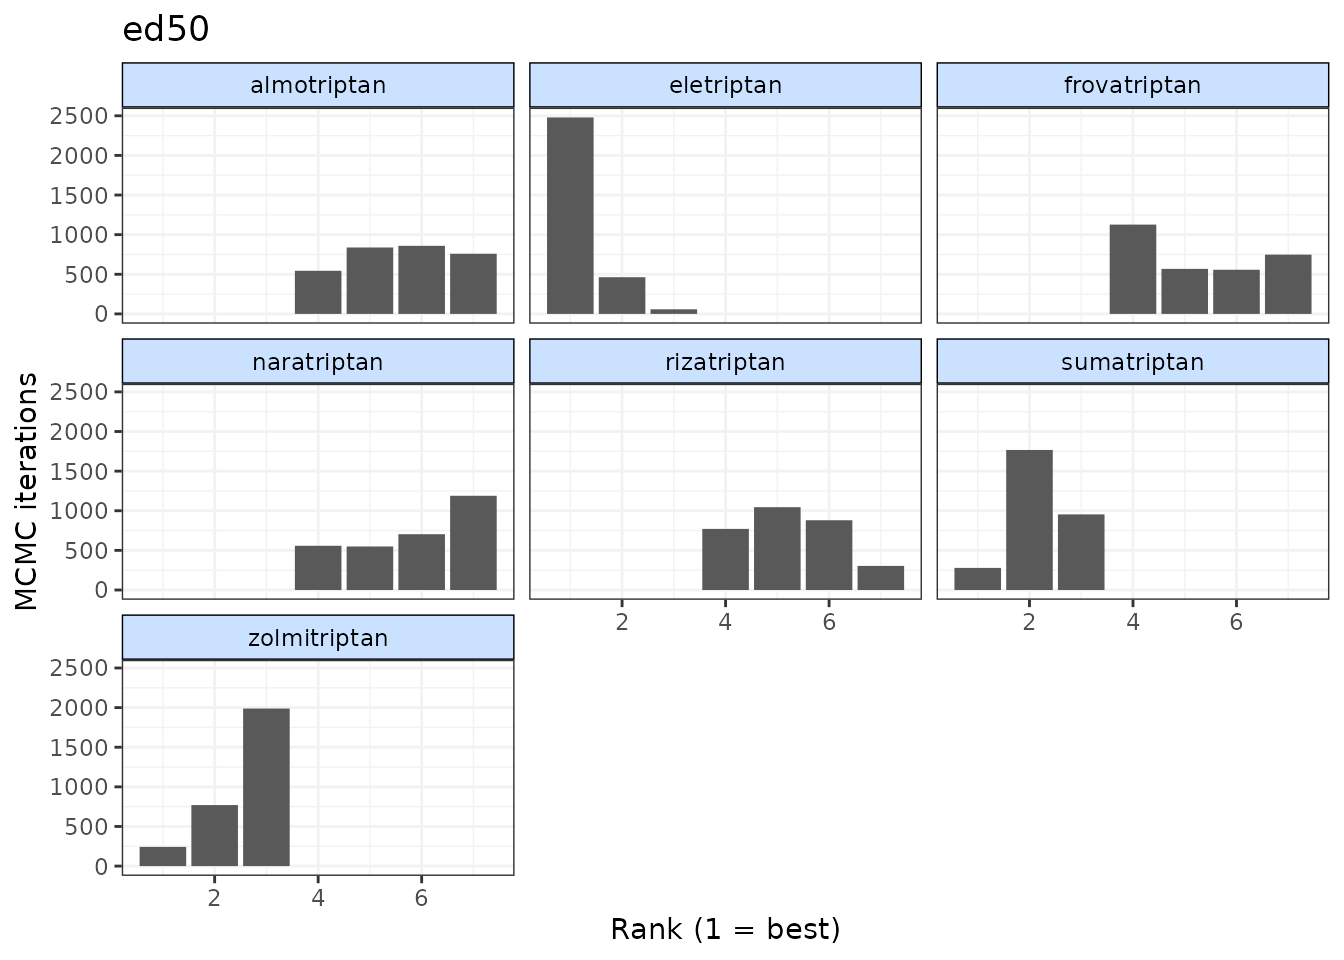 ed50
almotriptan
eletriptan
frovatriptan
2500
2000
1500
1000
500
0
naratriptan
rizatriptan
sumatriptan
2500
2000
1500
1000
500
0
2 4 6
2 4 6
zolmitriptan
2500
2000
1500
1000
500
0
2 4 6
MCMC iterations
Rank (1 = best)